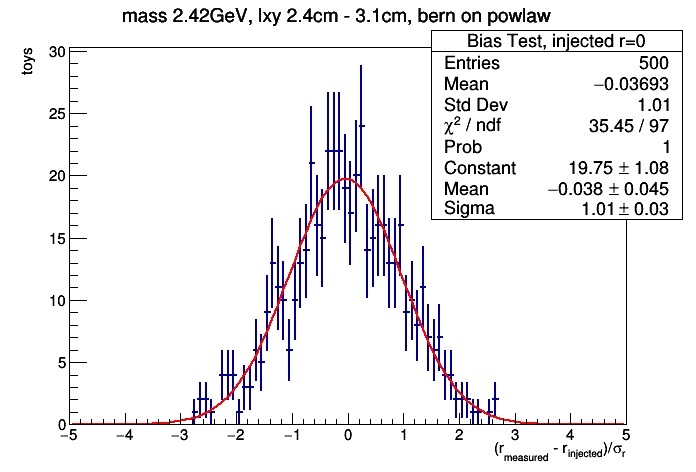 mass 2.42GeV, lxy 2.4cm - 3.1cm, bern on powlaw
toys
30
25
20
15
10
5
0
Bias Test, injected r=0
Entries 500
Mean −0.03693
Std Dev 1.01
χ² / ndf 35.45 / 97
Prob 1
Constant 19.75 ± 1.08
Mean −0.038 ± 0.045
Sigma 1.01 ± 0.03
−5 −4 −3 −2 −1 0 1 2 3 4 5
(r_measured - r_injected)/σ_r